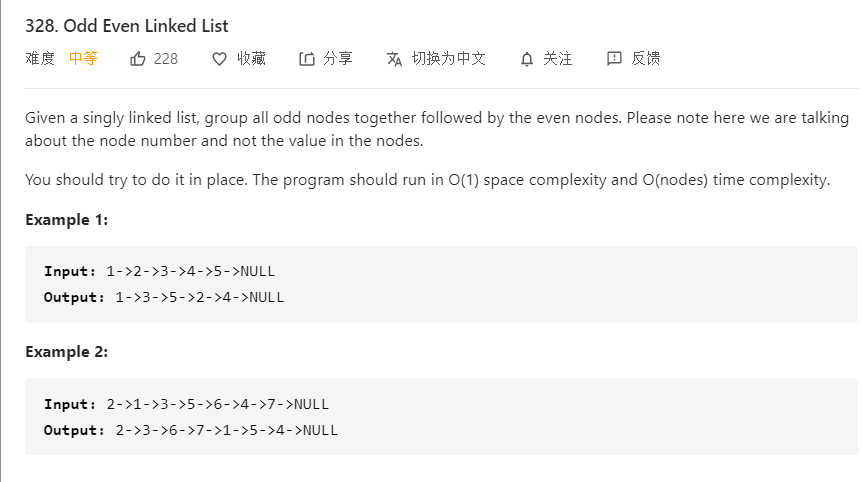 328. Odd Even Linked List
难度 中等 228 收藏 分享 切换为中文 关注 反馈
Given a singly linked list, group all odd nodes together followed by the even nodes. Please note here we are talking
about the node number and not the value in the nodes.
You should try to do it in place. The program should run in O(1) space complexity and O(nodes) time complexity.
Example 1:
Input: 1->2->3->4->5->NULL
Output: 1->3->5->2->4->NULL
Example 2:
Input: 2->1->3->5->6->4->7->NULL
Output: 2->3->6->7->1->5->4->NULL